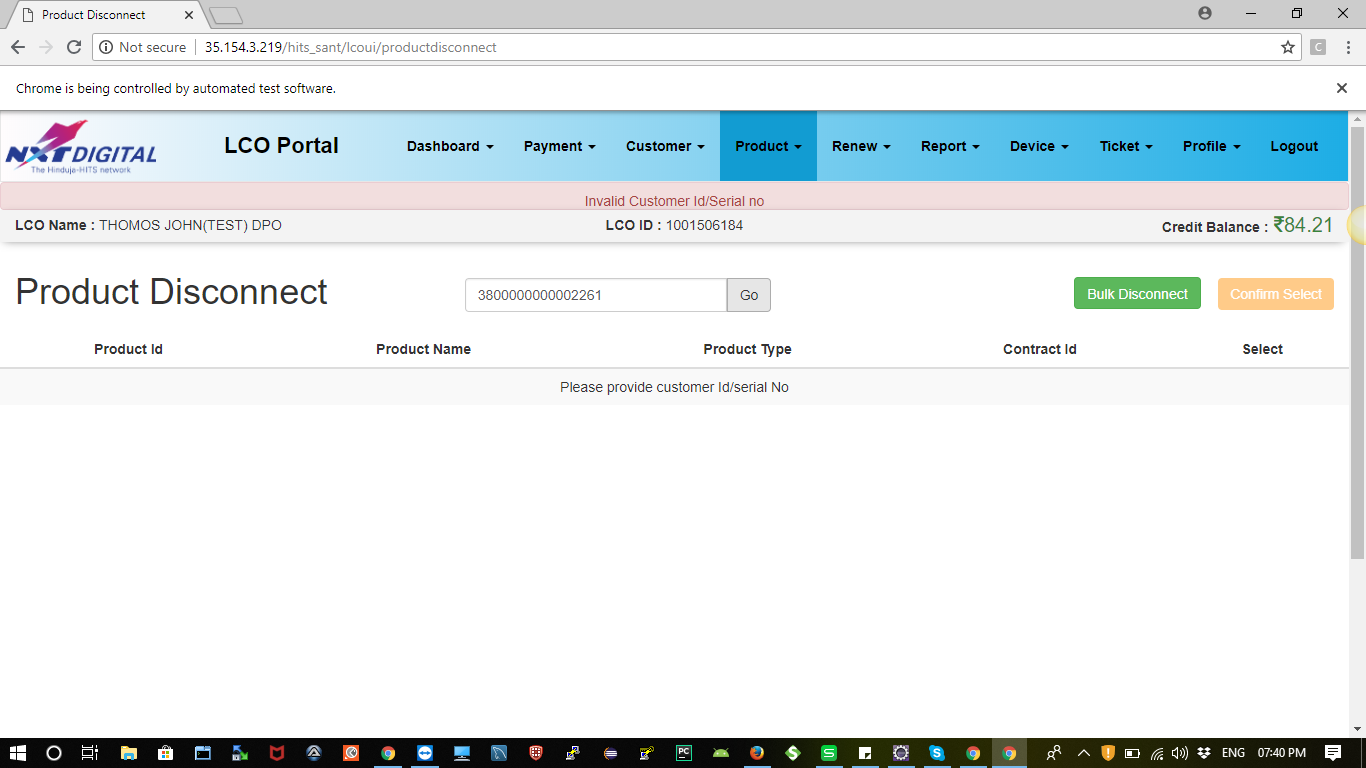 Product Disconnect
Not secure 35.154.3.219/hits_sant/lcoui/productdisconnect
C
Chrome is being controlled by automated test software.
NXTDIGITAL
The Hinduja-HITS network
LCO Portal
Dashboard Payment Customer Product Renew Report Device Ticket Profile Logout
Invalid Customer Id/Serial no
LCO Name : THOMOS JOHN(TEST) DPO LCO ID : 1001506184 Credit Balance : ₹84.21
Product Disconnect 3800000000002261 Go Bulk Disconnect Confirm Select
Product Id Product Name Product Type Contract Id Select
Please provide customer Id/serial No
PC S ENG 07:40 PM